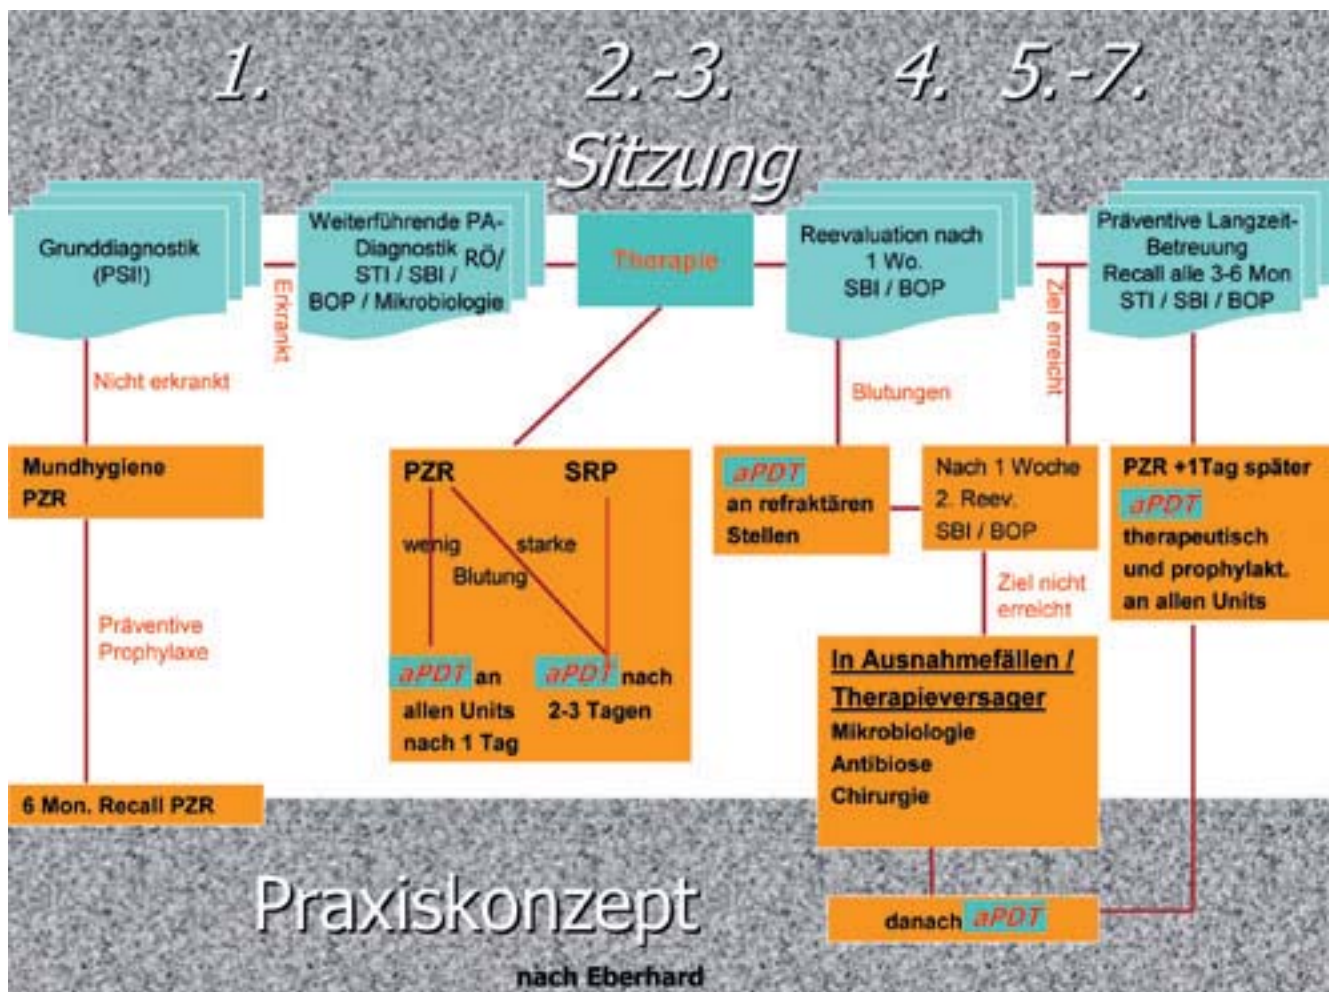 1.
2.-3.
4.
5.-7.
Sitzung
Grunddiagnostik
(PSI!)
Erkrankt
Weiterführende PA-
Diagnostik RÖ/
STI / SBI /
BOP / Mikrobiologie
Therapie
Reevaluation nach
1 Wo.
SBI / BOP
Ziel erreicht
Präventive Langzeit-
Betreuung
Recall alle 3-6 Mon
STI / SBI / BOP
Nicht erkrankt
Mundhygiene
PZR
Präventive
Prophylaxe
6 Mon. Recall PZR
PZR SRP
wenig starke
Blutung
aPDT an
allen Units
nach 1 Tag
aPDT nach
2-3 Tagen
Blutungen
aPDT
an refraktären
Stellen
Nach 1 Woche
2. Reev.
SBI / BOP
Ziel nicht
erreicht
In Ausnahmefällen /
Therapieversager
Mikrobiologie
Antibiose
Chirurgie
danach aPDT
PZR +1Tag später
aPDT
therapeutisch
und prophylakt.
an allen Units
Praxiskonzept
nach Eberhard